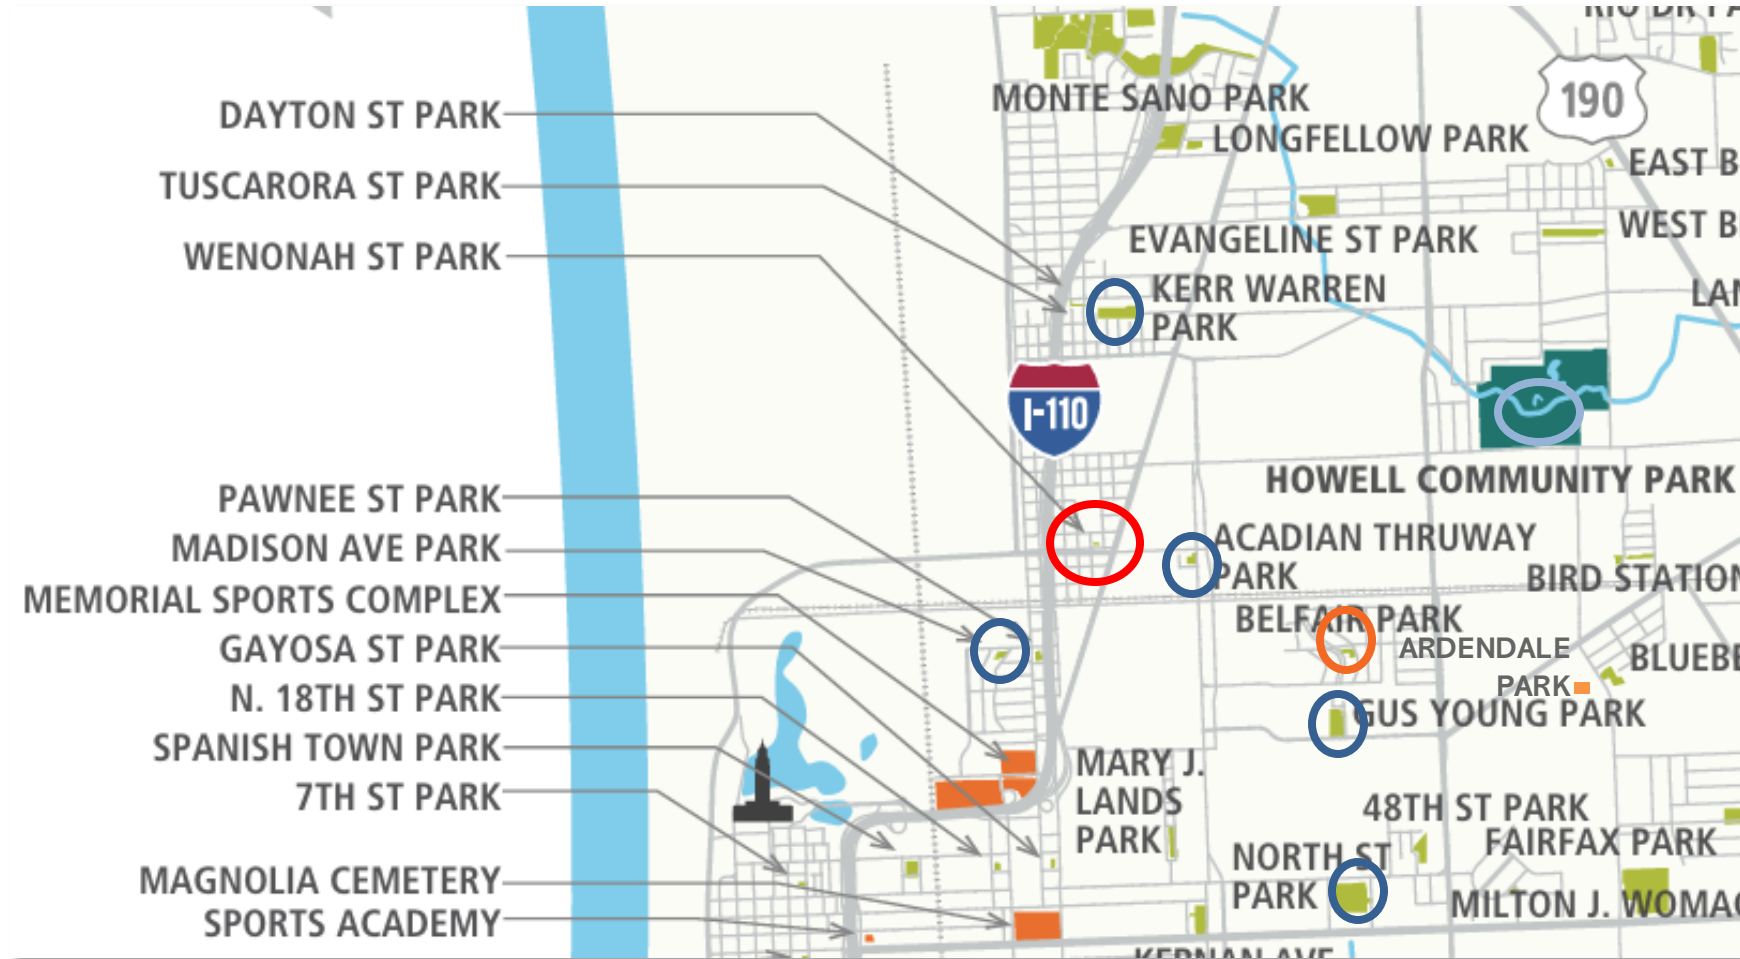 MONTE SANO PARK
190
DAYTON ST PARK
LONGFELLOW PARK
EAST B
TUSCARORA ST PARK
WEST B
WENONAH ST PARK
EVANGELINE ST PARK
KERR WARREN
PARK
LAN
I-110
HOWELL COMMUNITY PARK
PAWNEE ST PARK
MADISON AVE PARK
ACADIAN THRUWAY
PARK
BIRD STATION
MEMORIAL SPORTS COMPLEX
BELFAIR PARK
GAYOSA ST PARK
ARDENDALE
PARK
BLUEBE
N. 18TH ST PARK
GUS YOUNG PARK
SPANISH TOWN PARK
MARY J.
LANDS
PARK
7TH ST PARK
48TH ST PARK
FAIRFAX PARK
NORTH ST
PARK
MAGNOLIA CEMETERY
MILTON J. WOMAC
SPORTS ACADEMY
KERNAN AVE